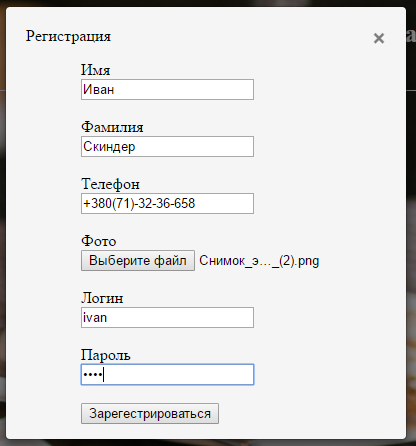 Регистрация
Имя
Иван
Фамилия
Скиндер
Телефон
+380(71)-32-36-658
Фото
Выберите файл Снимок_э…_(2).png
Логин
ivan
Пароль
••••
Зарегестрироваться